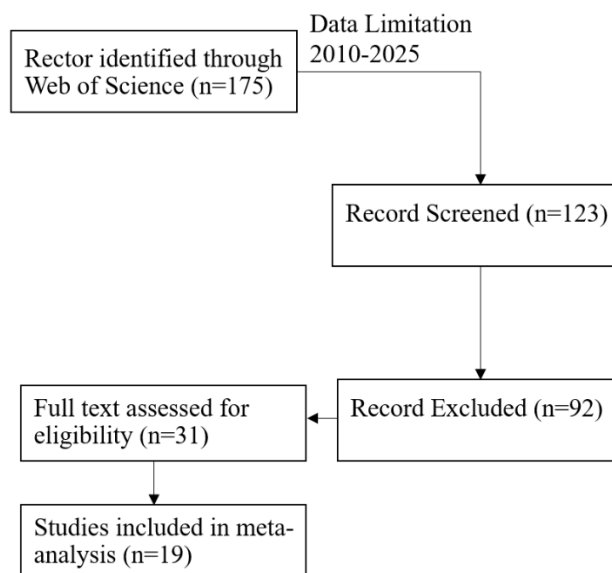 Rector identified through
Web of Science (n=175)
Data Limitation
2010-2025
Record Screened (n=123)
Record Excluded (n=92)
Full text assessed for
eligibility (n=31)
Studies included in meta-
analysis (n=19)